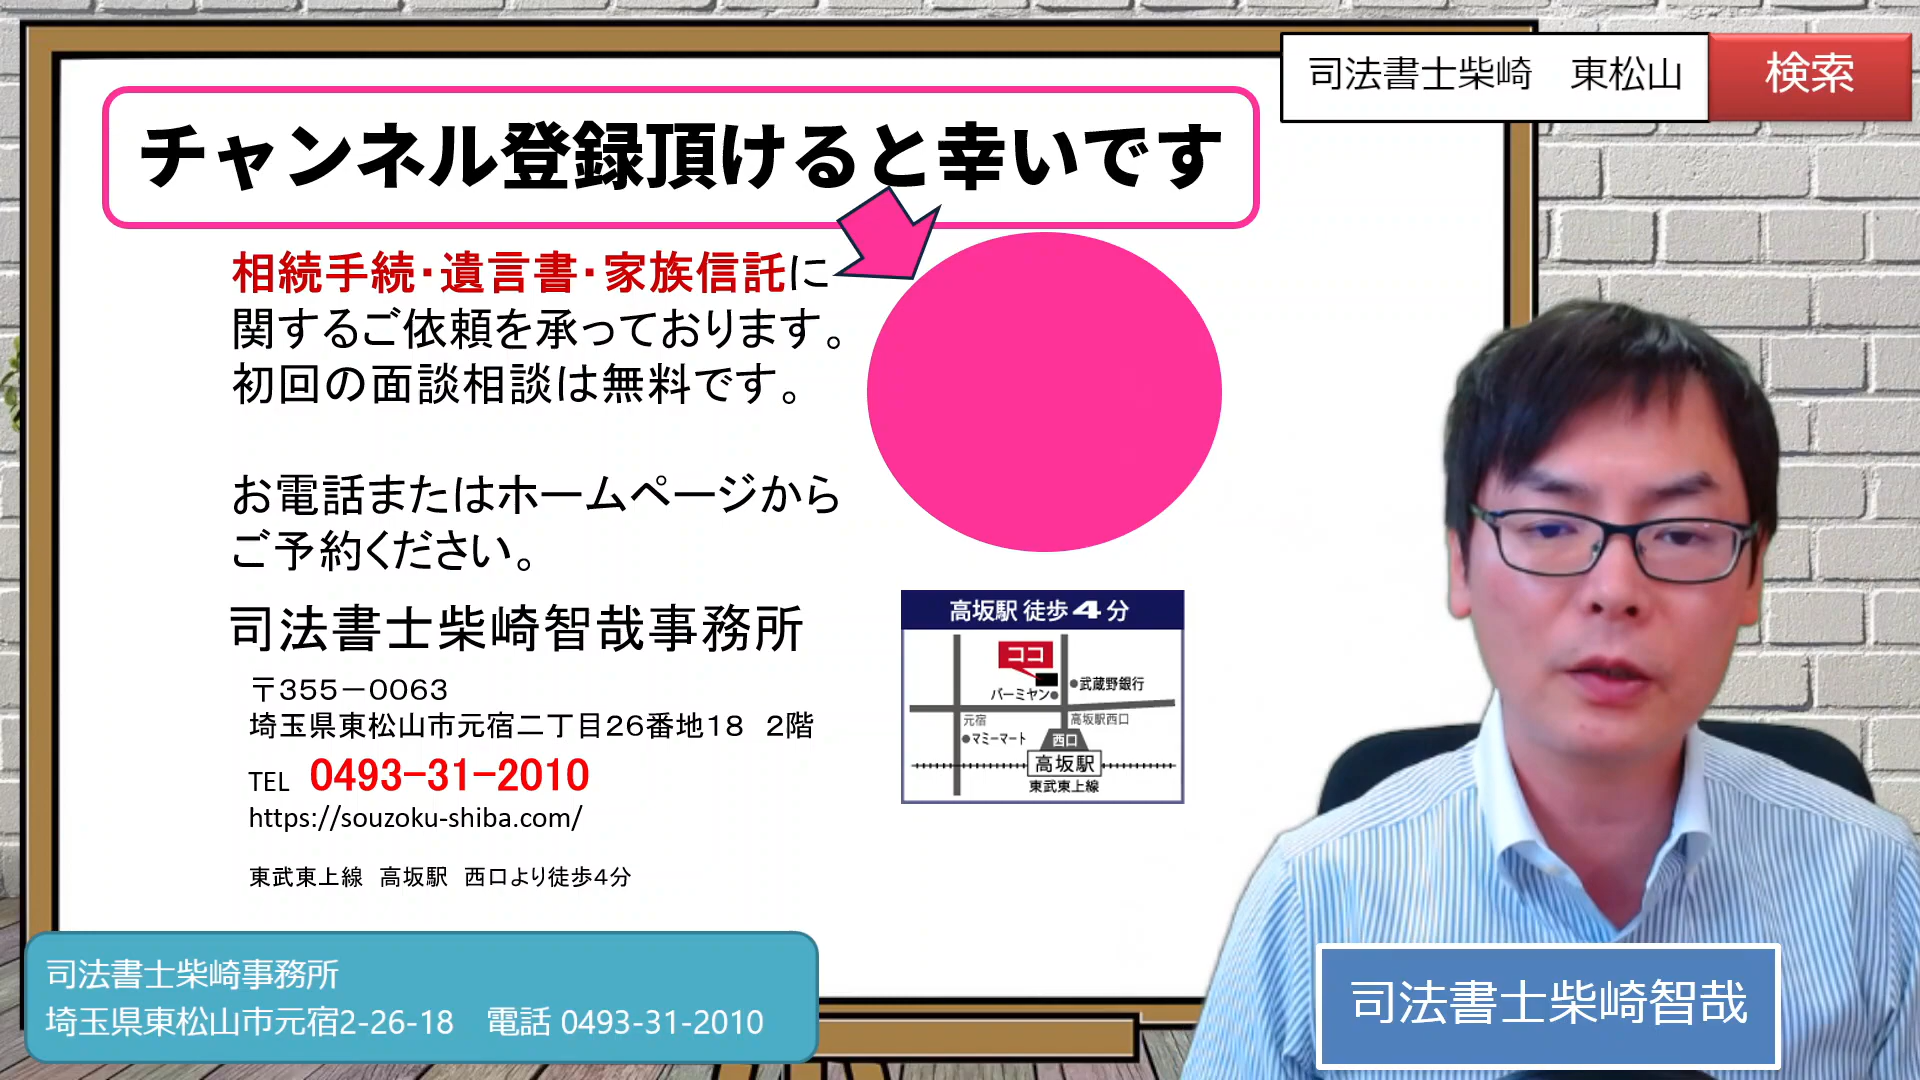 司法書士柴崎　東松山
検索
チャンネル登録頂けると幸いです
相続手続・遺言書・家族信託に
関するご依頼を承っております。
初回の面談相談は無料です。
お電話またはホームページから
ご予約ください。
司法書士柴崎智哉事務所
〒355－0063
埼玉県東松山市元宿二丁目26番地18　2階
TEL　0493-31-2010
https://souzoku-shiba.com/
東武東上線　高坂駅　西口より徒歩4分
高坂駅 徒歩4分
ココ
バーミヤン
武蔵野銀行
元宿
高坂駅西口
マミーマート
西口
高坂駅
東武東上線
司法書士柴崎事務所
埼玉県東松山市元宿2-26-18　電話 0493-31-2010
司法書士柴崎智哉